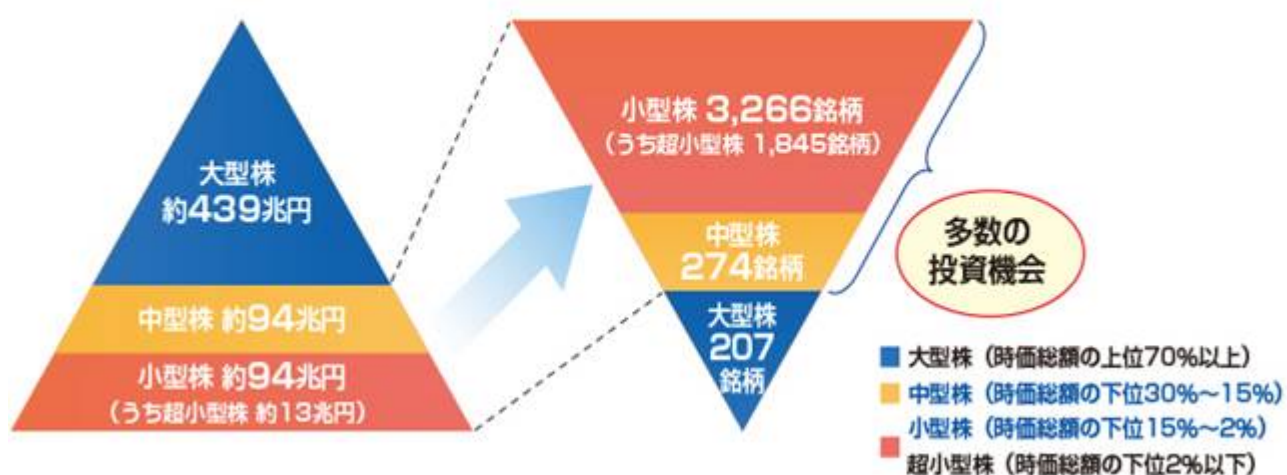 大型株
約439兆円
中型株 約94兆円
小型株 約94兆円
（うち超小型株 約13兆円）
小型株 3,266銘柄
（うち超小型株 1,845銘柄）
中型株
274銘柄
大型株
207
銘柄
多数の
投資機会
大型株（時価総額の上位70%以上）
中型株（時価総額の下位30%～15%）
小型株（時価総額の下位15%～2%）
超小型株（時価総額の下位2%以下）